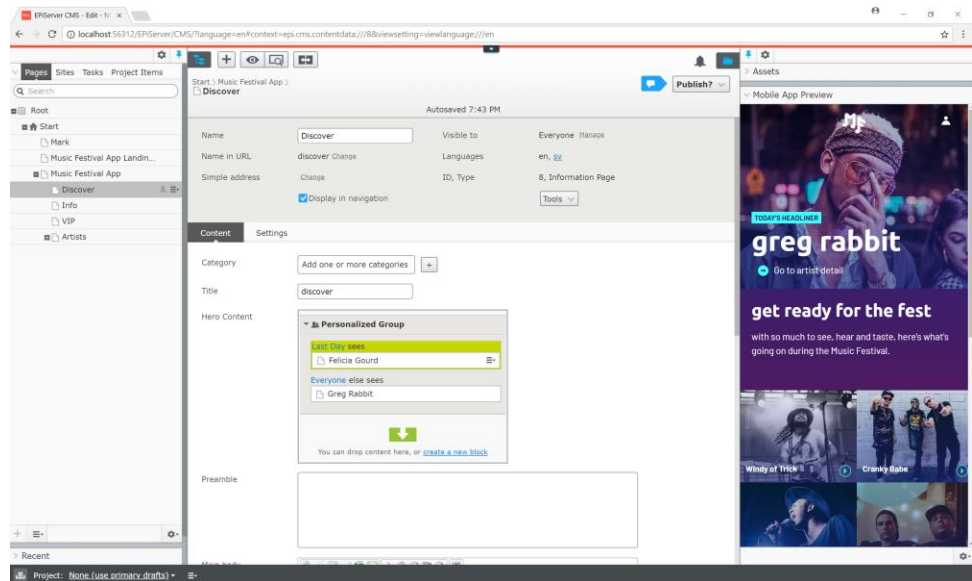 EPiServer CMS - Edit -
localhost:56312/EPiServer/CMS/?language=en#context=epi.cms.contentdata:///8&viewsetting=viewlanguage:///en
Pages Sites Tasks Project Items
Search
Root
Start
Mark
Music Festival App Landin...
Music Festival App
Discover
Info
VIP
Artists
Recent
Project: None (use primary drafts)
Start > Music Festival App >
Discover
Publish?
Autosaved 7:43 PM
Name Discover Visible to Everyone Manage
Name in URL discover Change Languages en, sv
Simple address Change ID, Type 8, Information Page
Display in navigation Tools
Content Settings
Category Add one or more categories +
Title discover
Hero Content
Personalized Group
Last Day sees
Felicia Gourd
Everyone else sees
Greg Rabbit
You can drop content here, or create a new block
Preamble
Main body
Assets
Mobile App Preview
MF
TODAY'S HEADLINER
greg rabbit
Go to artist detail
get ready for the fest
with so much to see, hear and taste, here's what's
going on during the Music Festival.
Windy of Trick Cranky Babe